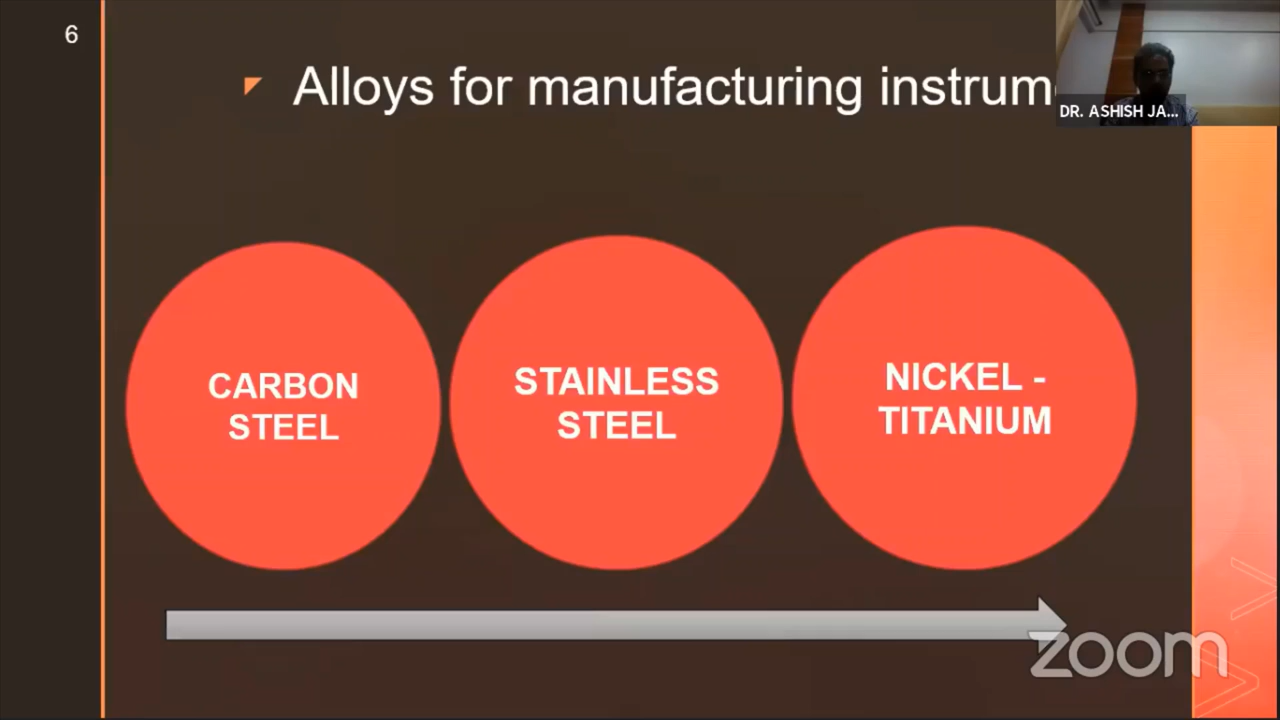 6
Alloys for manufacturing instrum
DR. ASHISH JA...
CARBON
STEEL
STAINLESS
STEEL
NICKEL -
TITANIUM
zoom